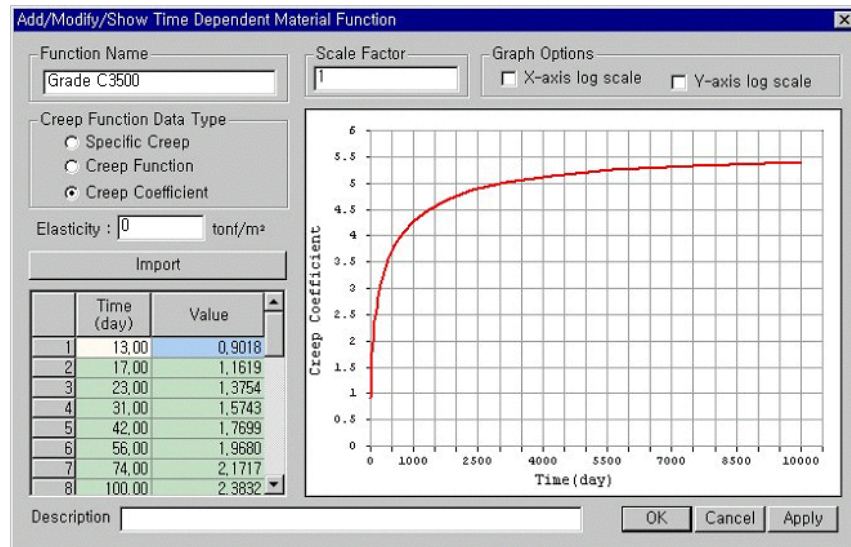 Add/Modify/Show Time Dependent Material Function
Function Name
Grade C3500
Scale Factor
1
Graph Options
X-axis log scale
Y-axis log scale
Creep Function Data Type
Specific Creep
Creep Function
Creep Coefficient
Elasticity : 0 tonf/m²
Import
Time (day) Value
1 13,00 0,9018
2 17,00 1,1619
3 23,00 1,3754
4 31,00 1,5743
5 42,00 1,7699
6 56,00 1,9680
7 74,00 2,1717
8 100,00 2,3832
Creep Coefficient
6
5.5
5
4.5
4
3.5
3
2.5
2
1.5
1
0.5
0
0 1000 2500 4000 5500 7000 8500 10000
Time(day)
Description
OK Cancel Apply